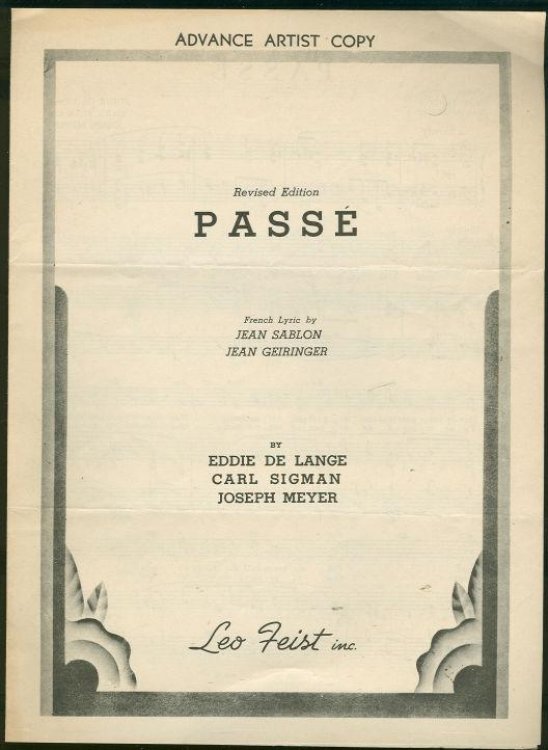 ADVANCE ARTIST COPY
Revised Edition
PASSÉ
French Lyric by
JEAN SABLON
JEAN GEIRINGER
BY
EDDIE DE LANGE
CARL SIGMAN
JOSEPH MEYER
Leo Feist inc.